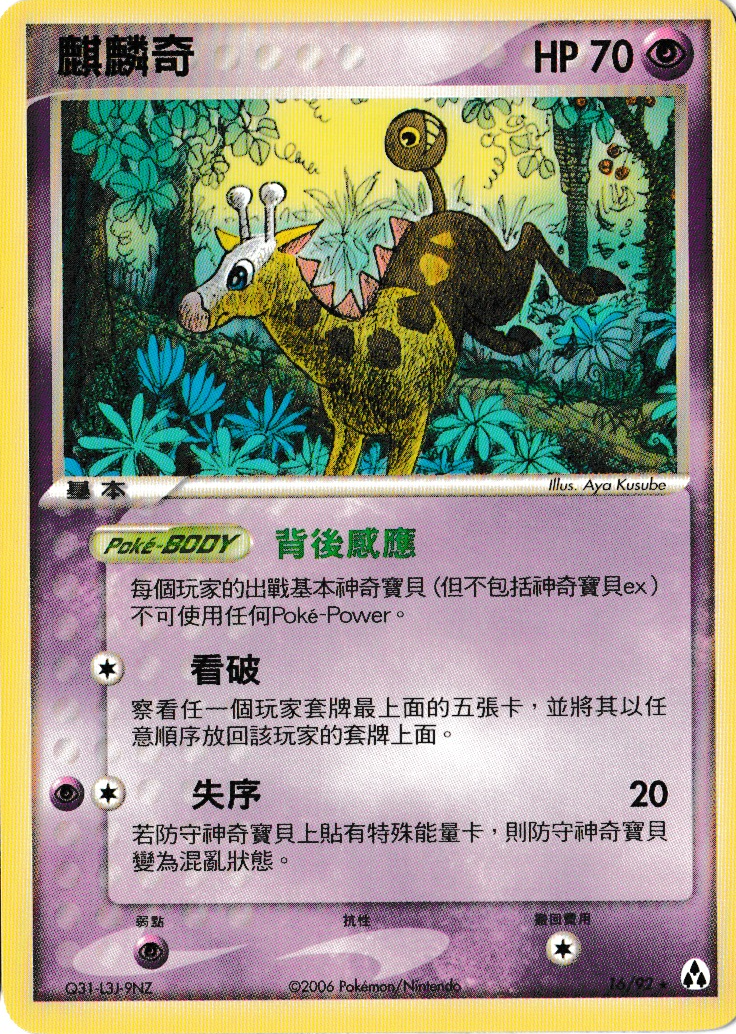 麒麟奇
HP 70
基本
Illus. Aya Kusube
Poké-BODY 背後感應
每個玩家的出戰基本神奇寶貝(但不包括神奇寶貝ex)
不可使用任何Poké-Power。
看破
察看任一個玩家套牌最上面的五張卡，並將其以任
意順序放回該玩家的套牌上面。
失序 20
若防守神奇寶貝上貼有特殊能量卡，則防守神奇寶貝
變為混亂狀態。
弱點 抗性 撤回費用
Q31-L3J-9NZ ©2006 Pokémon/Nintendo 16/92 ★